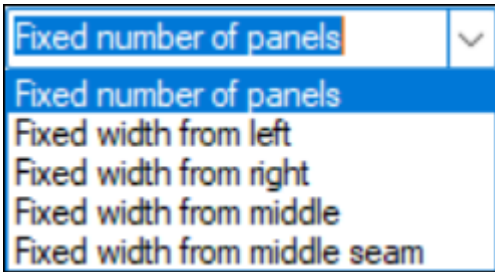 Fixed number of panels
Fixed number of panels
Fixed width from left
Fixed width from right
Fixed width from middle
Fixed width from middle seam